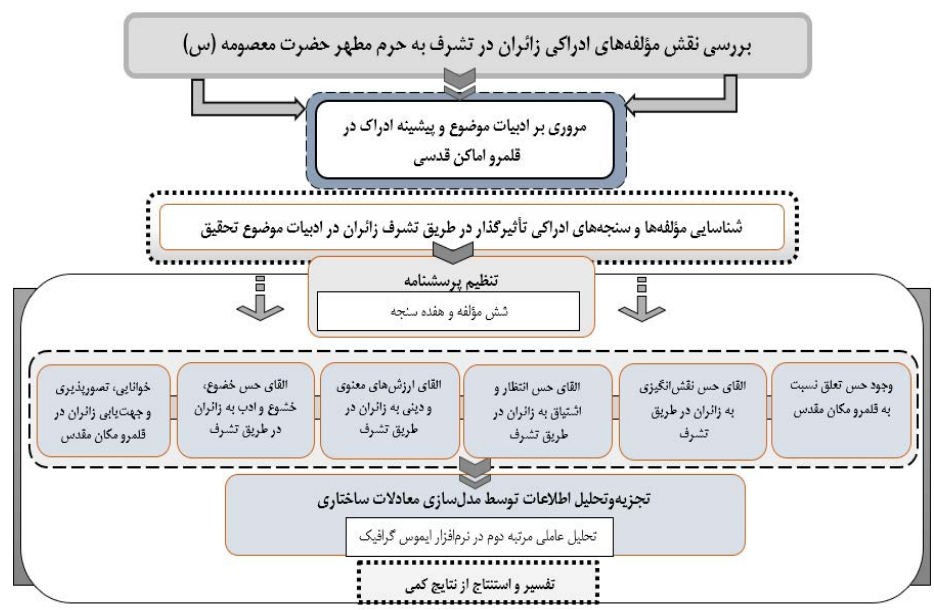 بررسی نقش مؤلفه‌های ادراکی زائران در تشرف به حرم مطهر حضرت معصومه (س)
مروری بر ادبیات موضوع و پیشینه ادراک در
قلمرو اماکن قدسی
شناسایی مؤلفه‌ها و سنجه‌های ادراکی تأثیرگذار در طریق تشرف زائران در ادبیات موضوع تحقیق
تنظیم پرسشنامه
شش مؤلفه و هفده سنجه
وجود حس تعلق نسبت
به قلمرو مکان مقدس
القای حس نقش‌انگیزی
به زائران در طریق
تشرف
القای حس انتظار و
اشتیاق به زائران در
طریق تشرف
القای ارزش‌های معنوی
و دینی به زائران در
طریق تشرف
القای حس خضوع،
خشوع و ادب به زائران
در طریق تشرف
خوانایی، تصورپذیری
و جهت‌یابی زائران در
قلمرو مکان مقدس
تجزیه‌وتحلیل اطلاعات توسط مدل‌سازی معادلات ساختاری
تحلیل عاملی مرتبه دوم در نرم‌افزار ایموس گرافیک
تفسیر و استنتاج از نتایج کمی